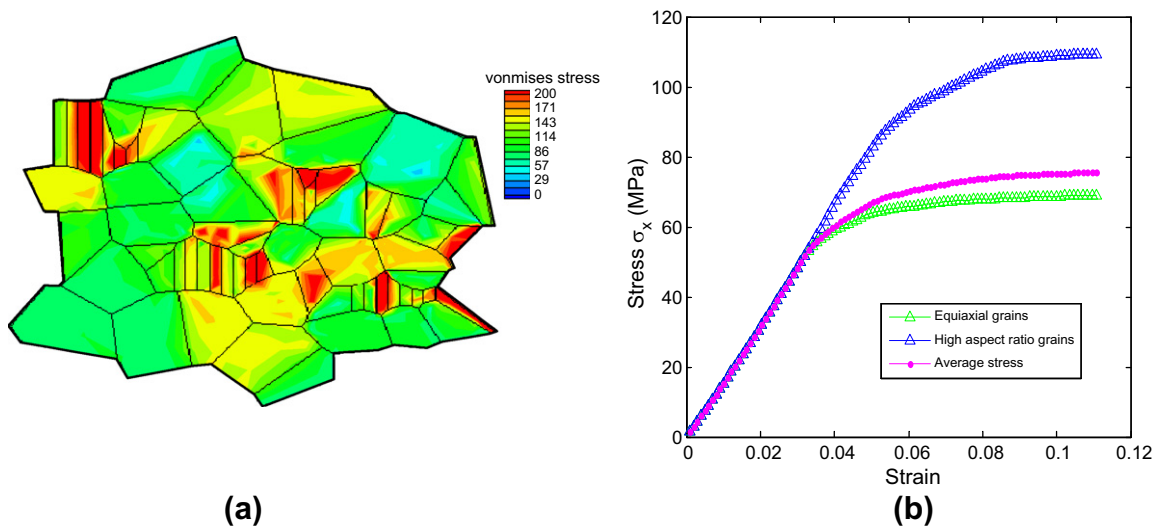 vonmises stress
200
171
143
114
86
57
29
0
(a)
120
100
80
60
40
20
0
Stress σx (MPa)
Equiaxial grains
High aspect ratio grains
Average stress
0 0.02 0.04 0.06 0.08 0.1 0.12
Strain
(b)